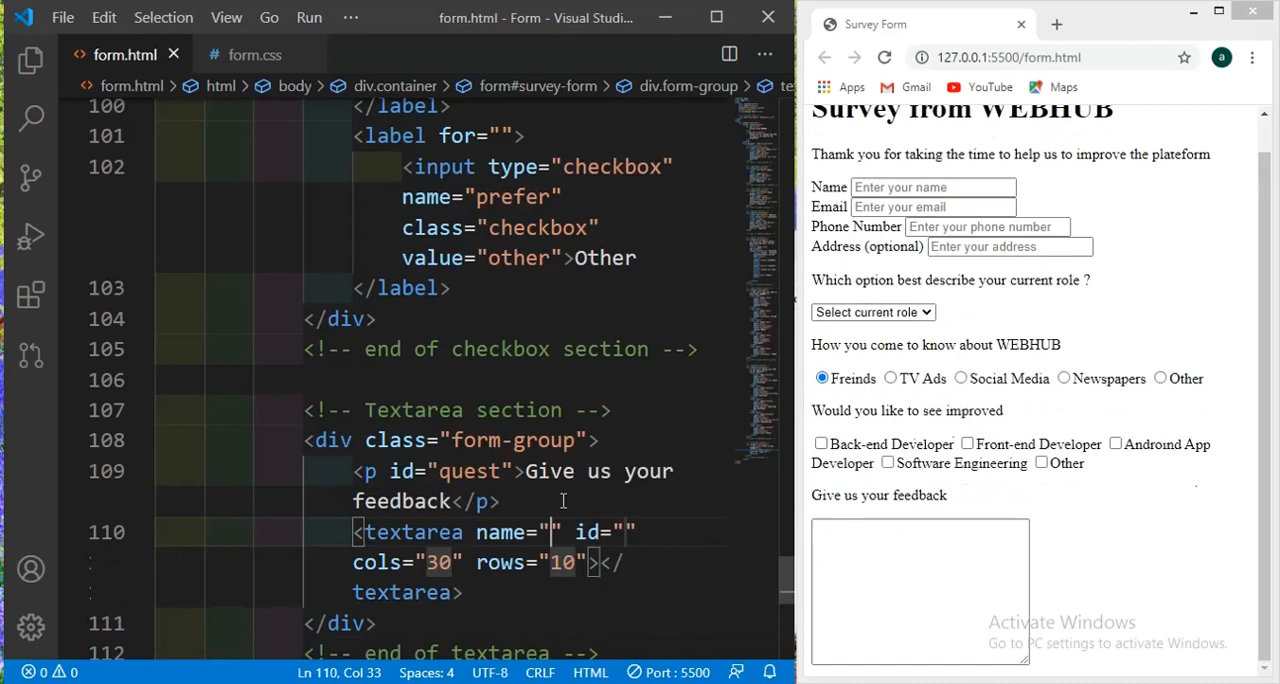 File Edit Selection View Go Run ··· form.html - Form - Visual Studi...
form.html form.css
form.html html body div.container form#survey-form div.form-group
100 </label>
101 <label for="">
102 <input type="checkbox"
name="prefer"
class="checkbox"
value="other">Other
103 </label>
104 </div>
105 <!-- end of checkbox section -->
106
107 <!-- Textarea section -->
108 <div class="form-group">
109 <p id="quest">Give us your
feedback</p>
110 <textarea name="" id=""
cols="30" rows="10"></
textarea>
111 </div>
112 <!-- end of textarea -->
0 0 Ln 110, Col 33 Spaces: 4 UTF-8 CRLF HTML Port : 5500
Survey Form
127.0.0.1:5500/form.html a
Apps Gmail YouTube Maps
Survey from WEBHUB
Thamk you for taking the time to help us to improve the plateform
Name Enter your name
Email Enter your email
Phone Number Enter your phone number
Address (optional) Enter your address
Which option best describe your current role ?
Select current role
How you come to know about WEBHUB
Freinds TV Ads Social Media Newspapers Other
Would you like to see improved
Back-end Developer Front-end Developer Androind App
Developer Software Engineering Other
Give us your feedback
Activate Windows
Go to PC settings to activate Windows.